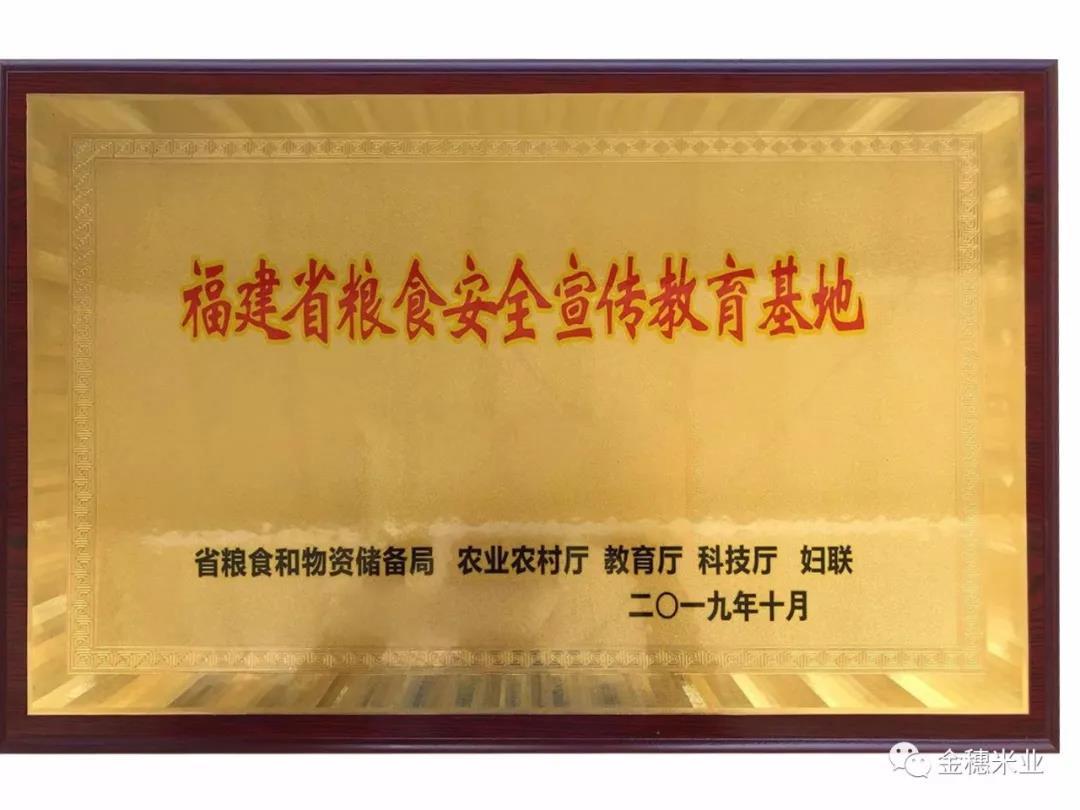 福建省粮食安全宣传教育基地
省粮食和物资储备局 农业农村厅 教育厅 科技厅 妇联
二〇一九年十月
金穗米业